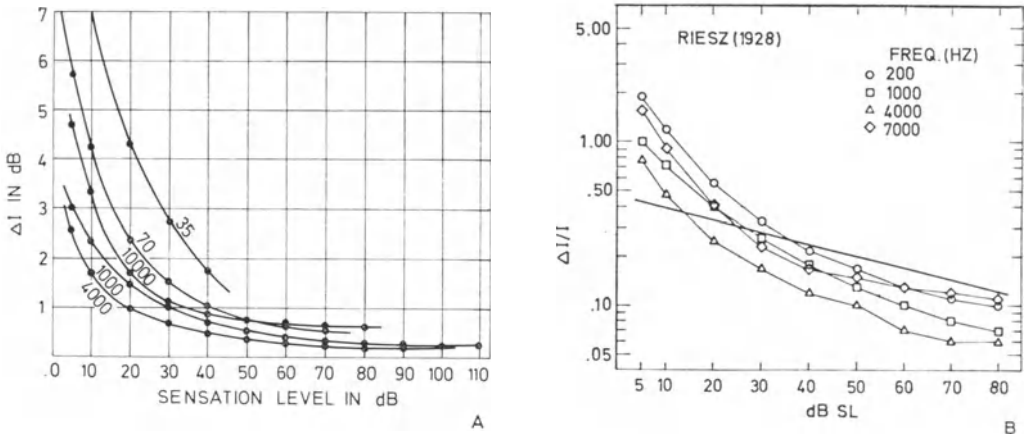 7
6
5
4
3
2
1
ΔI IN dB
35
70
10000
1000
4000
.0 10 20 30 40 50 60 70 80 90 100 110
SENSATION LEVEL IN dB
A
RIESZ (1928)
FREQ. (HZ)
200
1000
4000
7000
5.00
1.00
.50
.10
.05
ΔI/I
5 10 20 30 40 50 60 70 80
dB SL
B